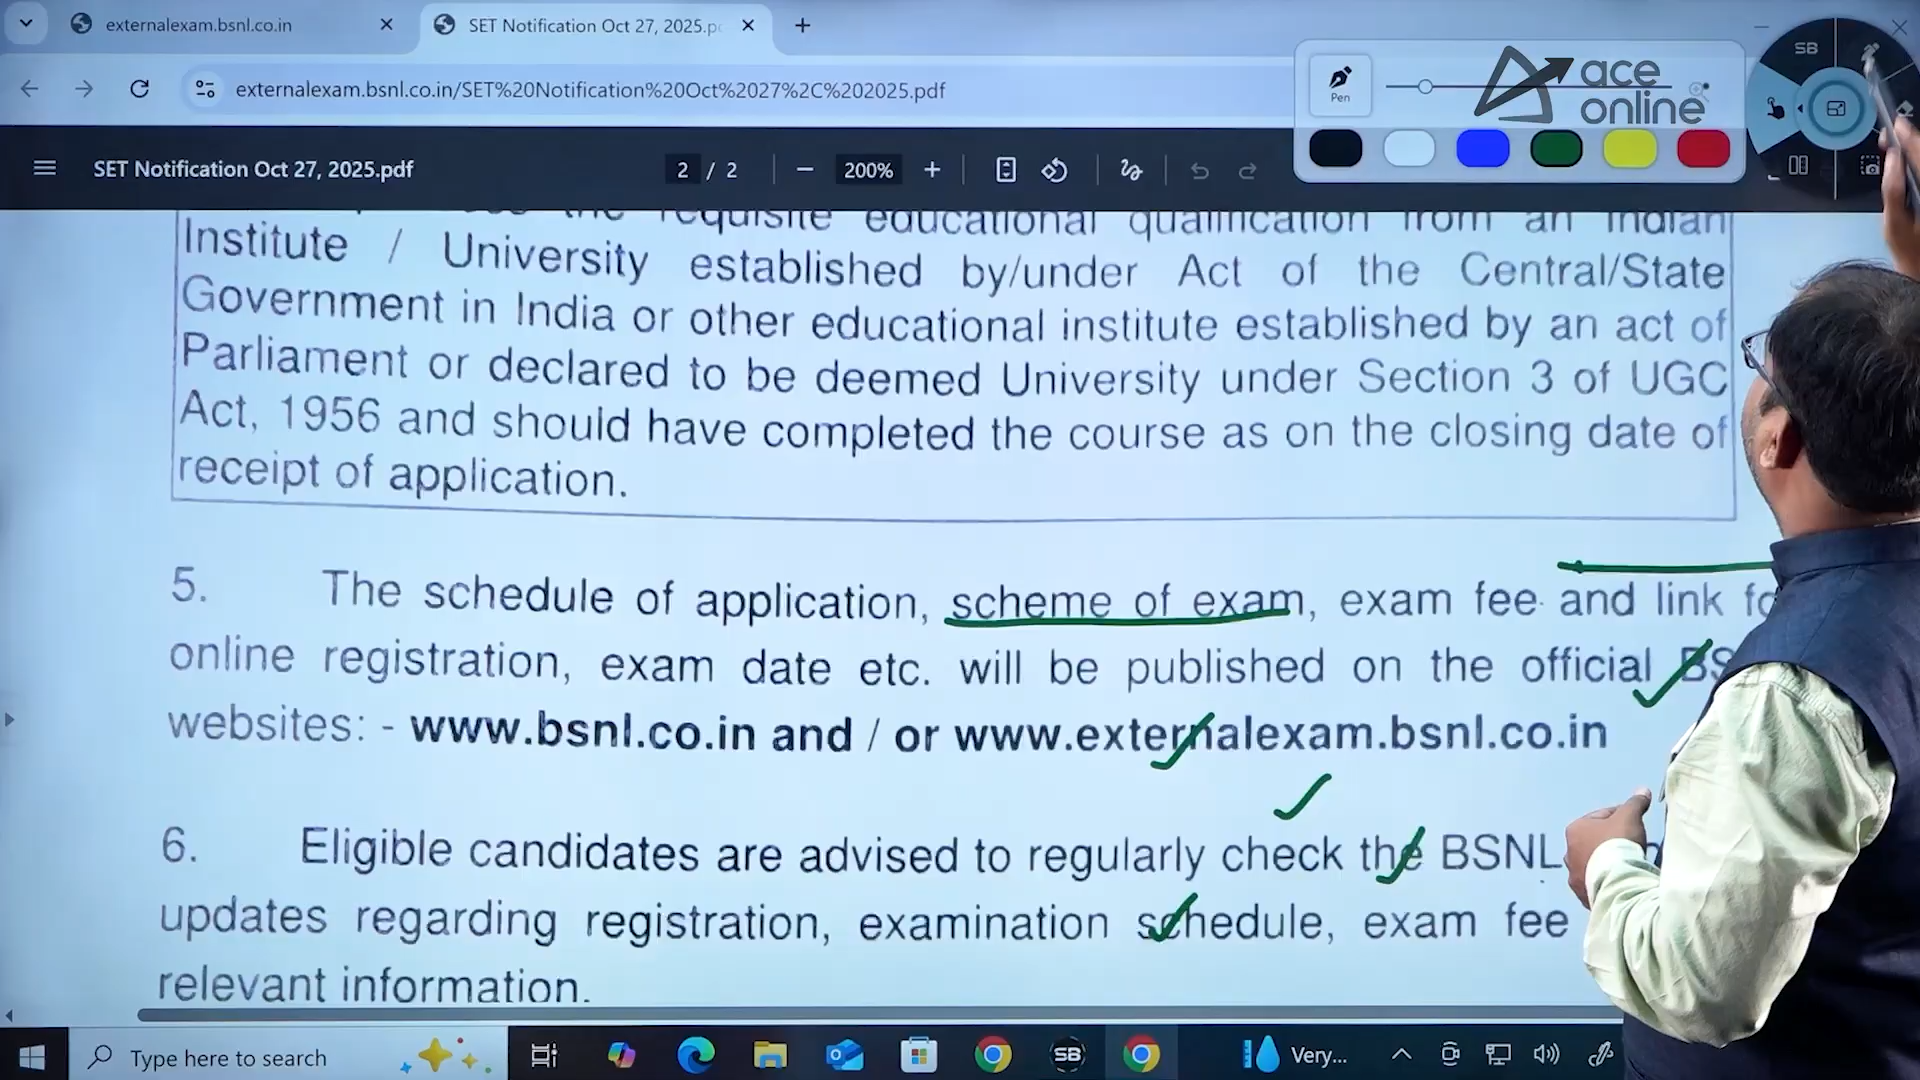 externalexam.bsnl.co.in
SET Notification Oct 27, 2025.p
externalexam.bsnl.co.in/SET%20Notification%20Oct%2027%2C%202025.pdf
Pen
ace
online
SB
SET Notification Oct 27, 2025.pdf
2 / 2
200%
the requisite educational qualification from an Indian
Institute / University established by/under Act of the Central/State
Government in India or other educational institute established by an act of
Parliament or declared to be deemed University under Section 3 of UGC
Act, 1956 and should have completed the course as on the closing date of
receipt of application.
5. The schedule of application, scheme of exam, exam fee and link fo
online registration, exam date etc. will be published on the official BS
websites: - www.bsnl.co.in and / or www.externalexam.bsnl.co.in
6. Eligible candidates are advised to regularly check the BSNL
updates regarding registration, examination schedule, exam fee
relevant information.
Type here to search
SB
Very...